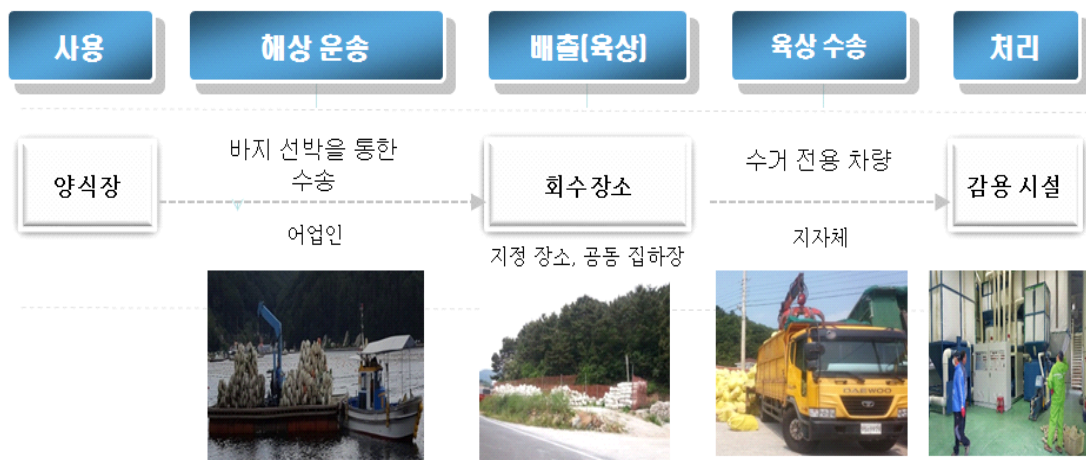 사용
해상 운송
배출(육상)
육상 수송
처리
양식장
바지 선박을 통한
수송
어업인
회수장소
지정 장소, 공동 집하장
수거 전용 차량
지자체
감용 시설
DAEWOO